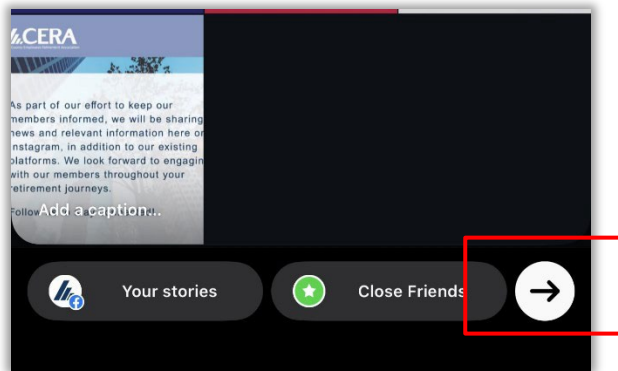 CERA
As part of our effort to keep our
members informed, we will be sharing
news and relevant information here on
Instagram, in addition to our existing
platforms. We look forward to engaging
with our members throughout your
retirement journeys.
Follow
Add a caption...
Your stories
Close Friends